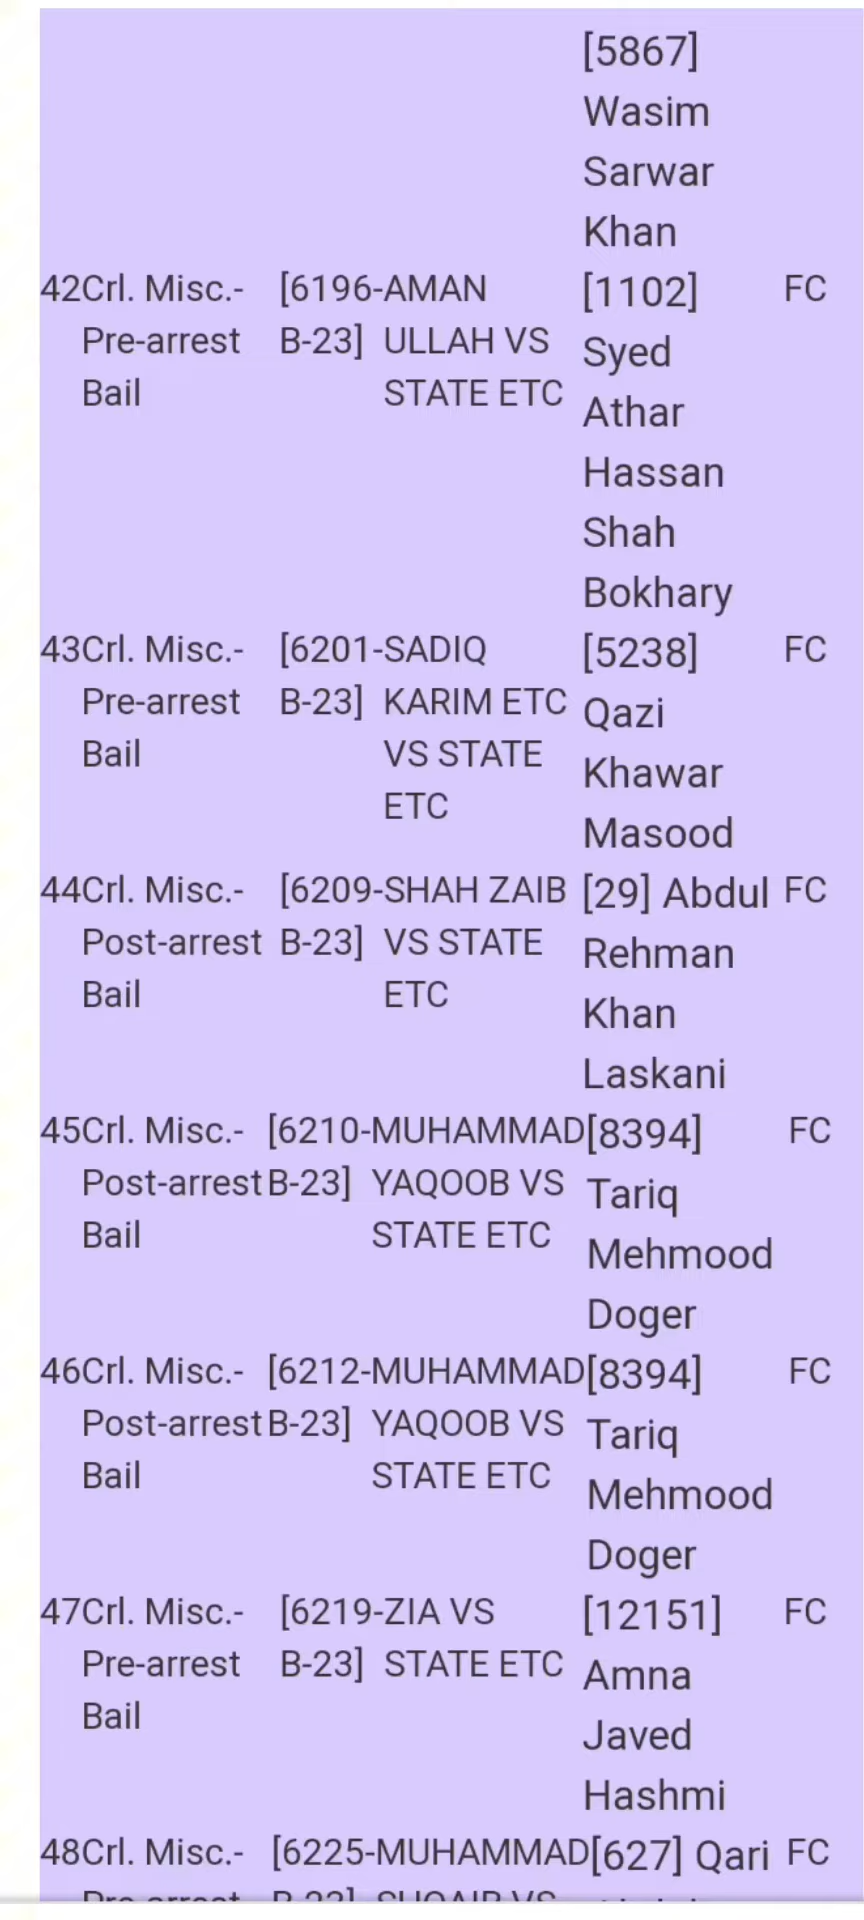 [5867]
Wasim
Sarwar
Khan
42Crl. Misc.- [6196-AMAN [1102] FC
Pre-arrest B-23] ULLAH VS Syed
Bail STATE ETC Athar
Hassan
Shah
Bokhary
43Crl. Misc.- [6201-SADIQ [5238] FC
Pre-arrest B-23] KARIM ETC Qazi
Bail VS STATE Khawar
ETC Masood
44Crl. Misc.- [6209-SHAH ZAIB [29] Abdul FC
Post-arrest B-23] VS STATE Rehman
Bail ETC Khan
Laskani
45Crl. Misc.- [6210-MUHAMMAD[8394] FC
Post-arrest B-23] YAQOOB VS Tariq
Bail STATE ETC Mehmood
Doger
46Crl. Misc.- [6212-MUHAMMAD[8394] FC
Post-arrest B-23] YAQOOB VS Tariq
Bail STATE ETC Mehmood
Doger
47Crl. Misc.- [6219-ZIA VS [12151] FC
Pre-arrest B-23] STATE ETC Amna
Bail Javed
Hashmi
48Crl. Misc.- [6225-MUHAMMAD[627] Qari FC
Pre-arrest B-23] VS